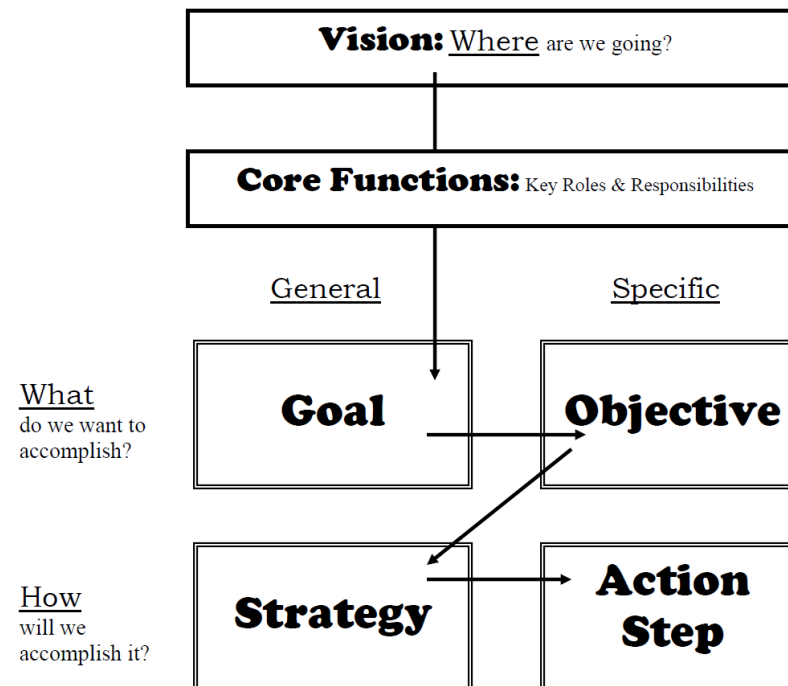 Vision: Where are we going?
Core Functions: Key Roles & Responsibilities
General
Specific
What
do we want to
accomplish?
Goal
Objective
How
will we
accomplish it?
Strategy
Action
Step